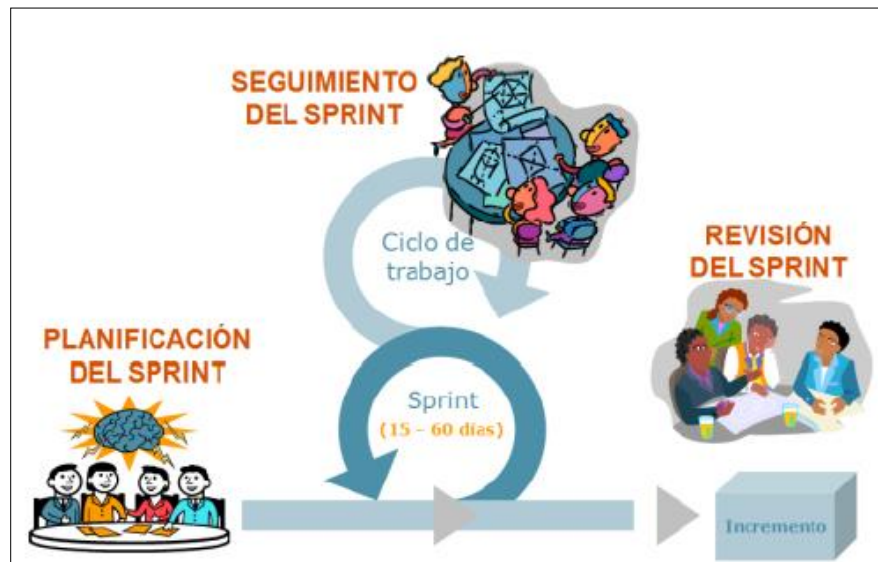 SEGUIMIENTO
DEL SPRINT
Ciclo de
trabajo
REVISIÓN
DEL SPRINT
PLANIFICACIÓN
DEL SPRINT
Sprint
(15 - 60 días)
Incremento